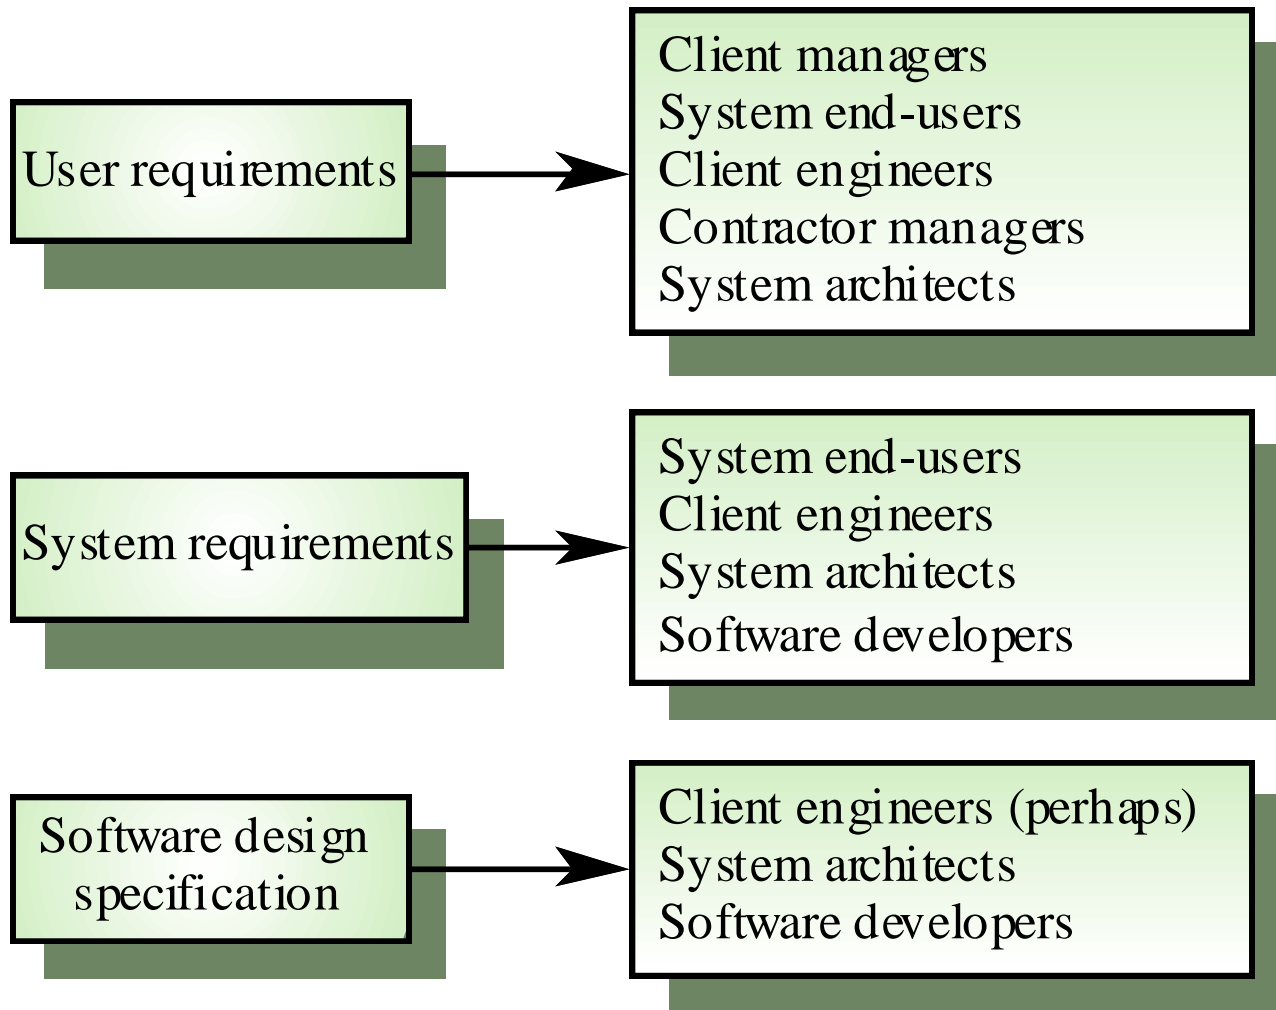 User requirements
Client managers
System end-users
Client engineers
Contractor managers
System architects
System requirements
System end-users
Client engineers
System architects
Software developers
Software design
specification
Client engineers (perhaps)
System architects
Software developers